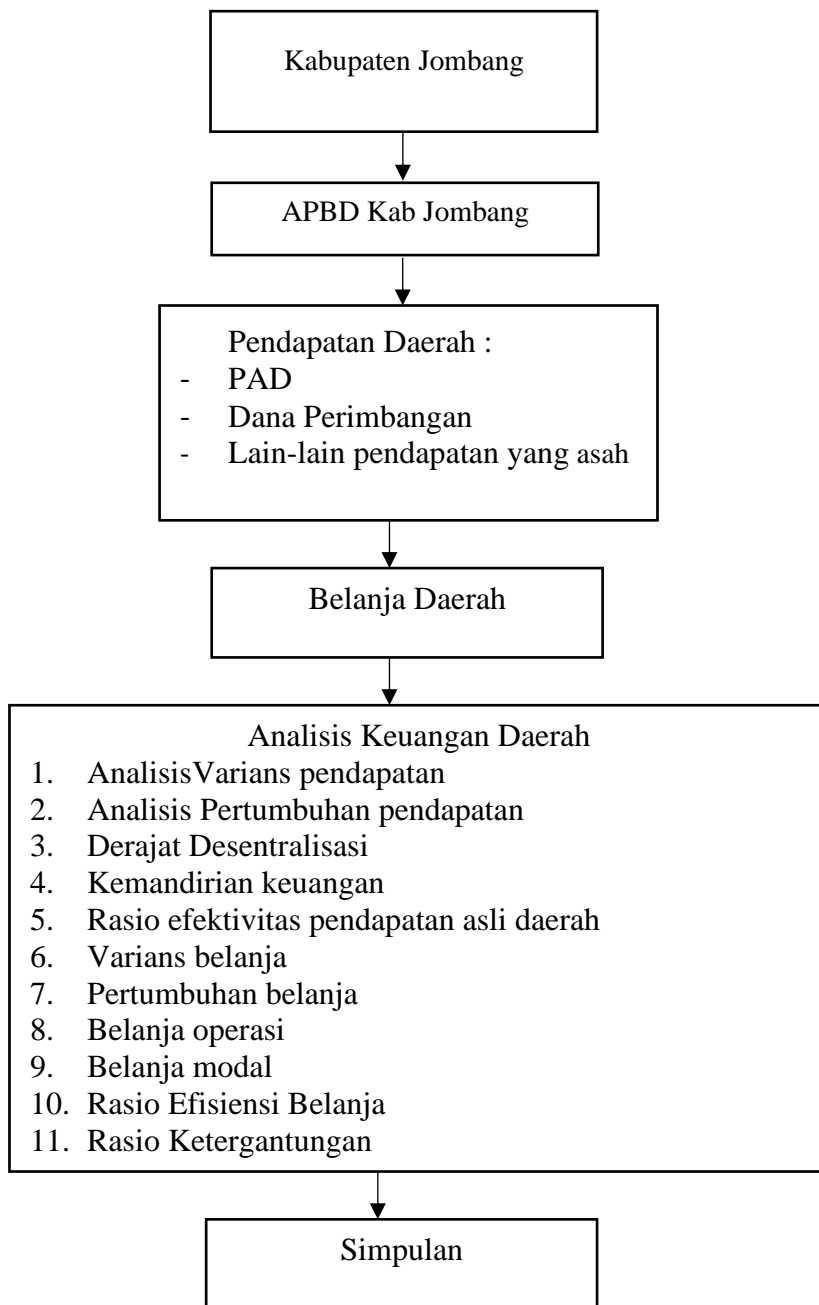 Kabupaten Jombang
APBD Kab Jombang
Pendapatan Daerah :
- PAD
- Dana Perimbangan
- Lain-lain pendapatan yang asah
Belanja Daerah
Analisis Keuangan Daerah
1. AnalisisVarians pendapatan
2. Analisis Pertumbuhan pendapatan
3. Derajat Desentralisasi
4. Kemandirian keuangan
5. Rasio efektivitas pendapatan asli daerah
6. Varians belanja
7. Pertumbuhan belanja
8. Belanja operasi
9. Belanja modal
10. Rasio Efisiensi Belanja
11. Rasio Ketergantungan
Simpulan